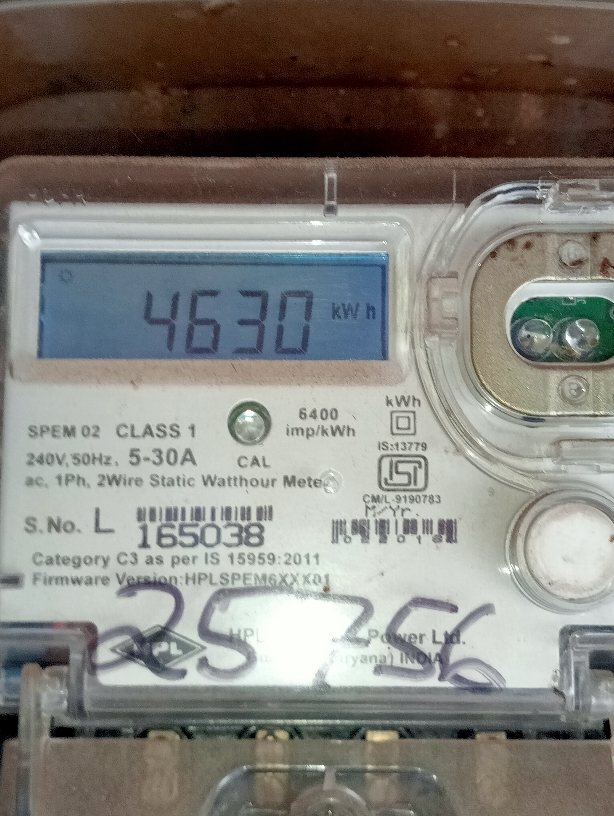 4630 kWh
SPEM 02 CLASS 1
6400
imp/kWh
kWh
240V, 50Hz, 5-30A
CAL
IS:13779
ac, 1Ph, 2Wire Static Watthour Meter
ISI
CM/L-9190783
S.No. L 165038
M/Yr.
Category C3 as per IS 15959:2011
Firmware Version:HPLSPEM6XXX01
25756
HPL
HPL Power Ltd.
INDIA